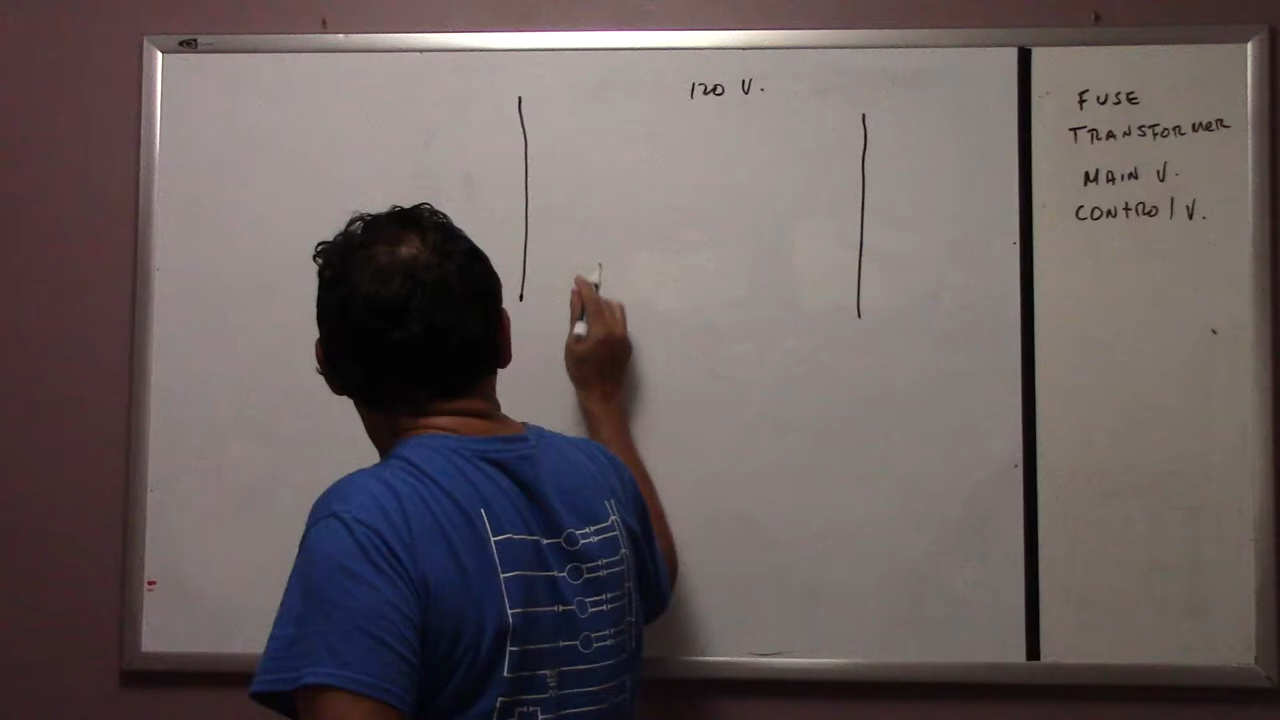 120 V.
FUSE
TRANSFORMER
MAIN V.
CONTROL V.